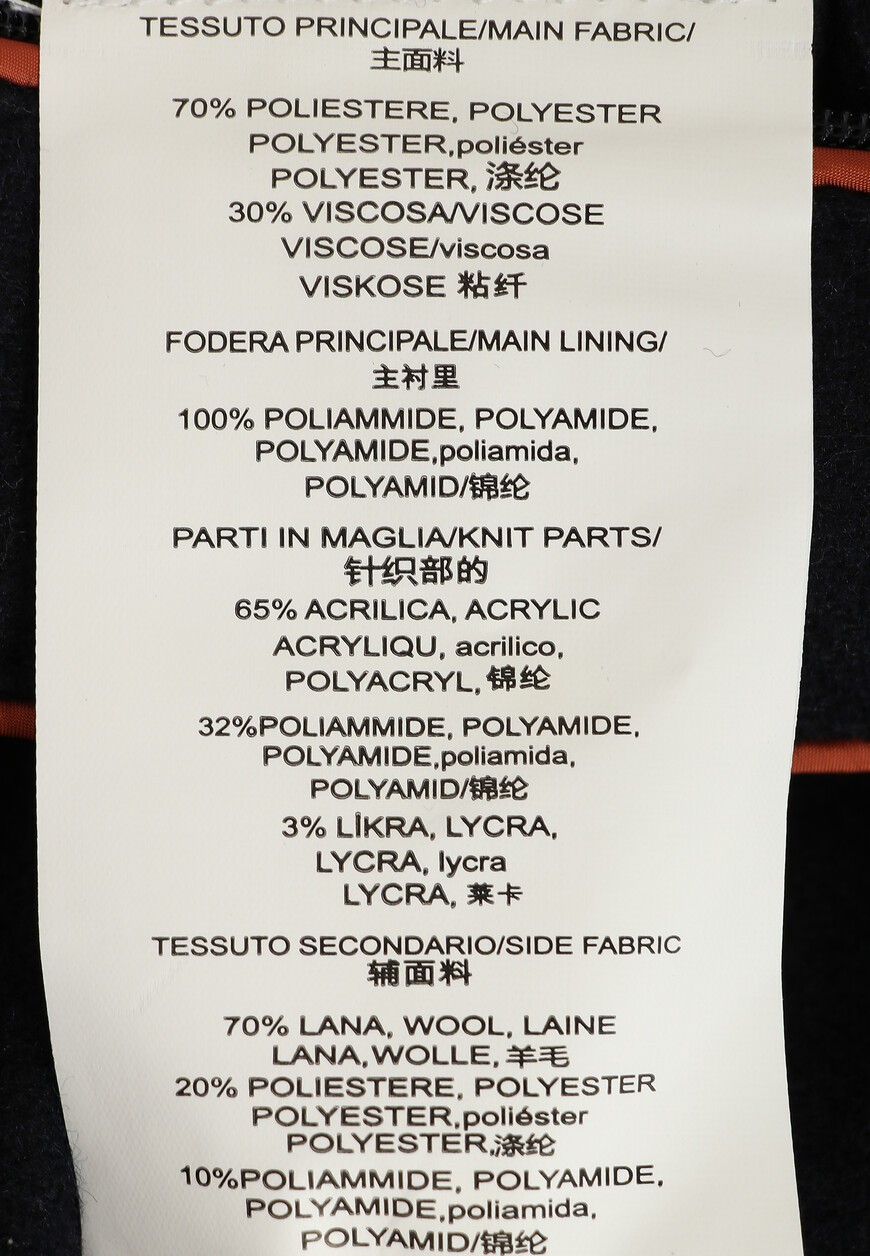 TESSUTO PRINCIPALE/MAIN FABRIC/
主面料
70% POLIESTERE, POLYESTER
POLYESTER,poliéster
POLYESTER, 涤纶
30% VISCOSA/VISCOSE
VISCOSE/viscosa
VISKOSE 粘纤
FODERA PRINCIPALE/MAIN LINING/
主衬里
100% POLIAMMIDE, POLYAMIDE,
POLYAMIDE,poliamida,
POLYAMID/锦纶
PARTI IN MAGLIA/KNIT PARTS/
针织部的
65% ACRILICA, ACRYLIC
ACRYLIQU, acrilico,
POLYACRYL, 锦纶
32%POLIAMMIDE, POLYAMIDE,
POLYAMIDE,poliamida,
POLYAMID/锦纶
3% LİKRA, LYCRA,
LYCRA, lycra
LYCRA, 莱卡
TESSUTO SECONDARIO/SIDE FABRIC
辅面料
70% LANA, WOOL, LAINE
LANA,WOLLE, 羊毛
20% POLIESTERE, POLYESTER
POLYESTER,poliéster
POLYESTER,涤纶
10%POLIAMMIDE, POLYAMIDE,
POLYAMIDE,poliamida,
POLYAMID/锦纶